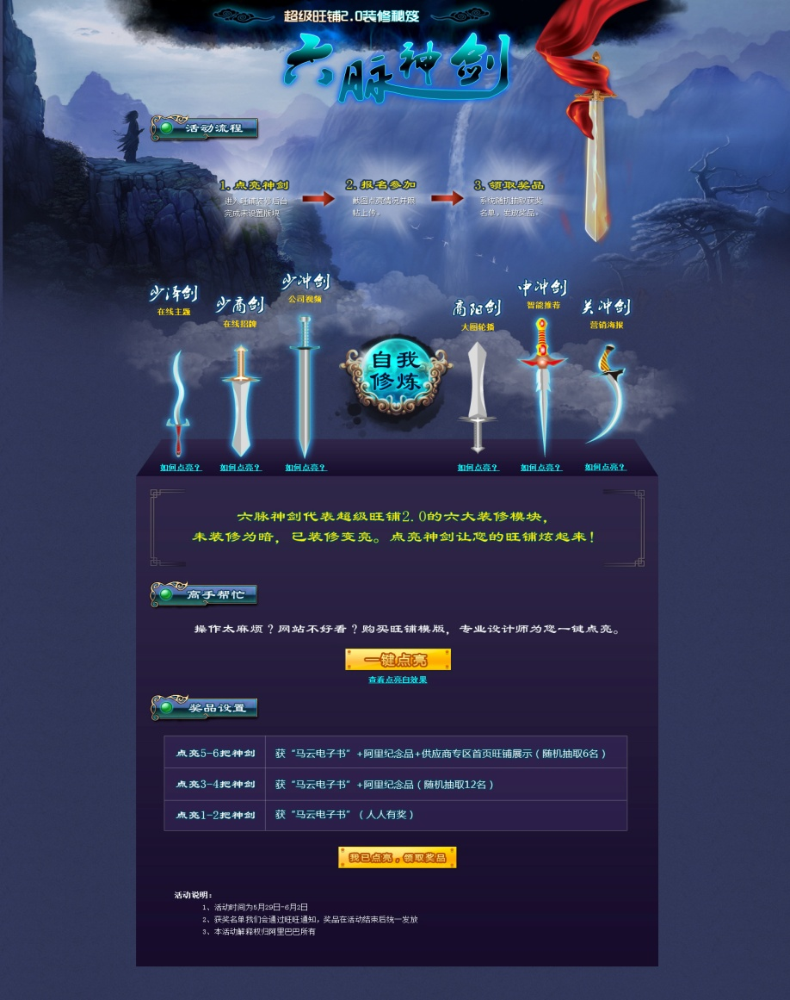 超级旺铺2.0装修秘笈
六脉神剑
活动流程
1.点亮神剑
进入旺铺装修后台
完成未设置版块
2.报名参加
截图点亮情况并跟
帖上传。
3.领取奖品
系统随机抽取获奖
名单，发放奖品。
少泽剑
在线主题
少商剑
在线招牌
少冲剑
公司视频
商阳剑
大图轮播
中冲剑
智能推荐
关冲剑
营销海报
自我
修炼
如何点亮？
如何点亮？
如何点亮？
如何点亮？
如何点亮？
如何点亮？
六脉神剑代表超级旺铺2.0的六大装修模块，
未装修为暗，已装修变亮。点亮神剑让您的旺铺炫起来！
高手帮忙
操作太麻烦？网站不好看？购买旺铺模版，专业设计师为您一键点亮。
一键点亮
查看点亮白效果
奖品设置
点亮5-6把神剑 获“马云电子书”+阿里纪念品+供应商专区首页旺铺展示（随机抽取6名）
点亮3-4把神剑 获“马云电子书”+阿里纪念品（随机抽取12名）
点亮1-2把神剑 获“马云电子书”（人人有奖）
我已点亮，领取奖品
活动说明：
1、活动时间为5月29日-6月2日
2、获奖名单我们会通过旺旺通知，奖品在活动结束后统一发放
3、本活动解释权归阿里巴巴所有